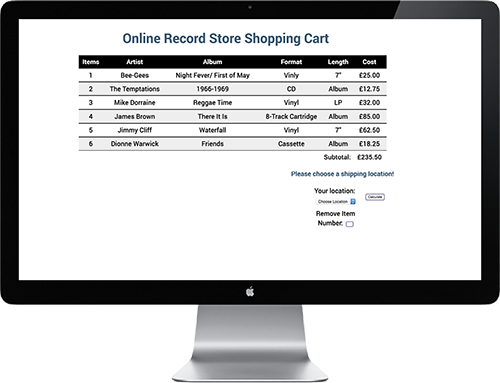 Online Record Store Shopping Cart
Items Artist Album Format Length Cost
1 Bee-Gees Night Fever/ First of May Vinly 7" £25.00
2 The Temptations 1966-1969 CD Album £12.75
3 Mike Dorraine Reggae Time Vinyl LP £32.00
4 James Brown There It Is 8-Track Cartridge Album £85.00
5 Jimmy Cliff Waterfall Vinyl 7" £62.50
6 Dionne Warwick Friends Cassette Album £18.25
Subtotal: £235.50
Please choose a shipping location!
Your location:
Choose Location Calculate
Remove Item
Number: